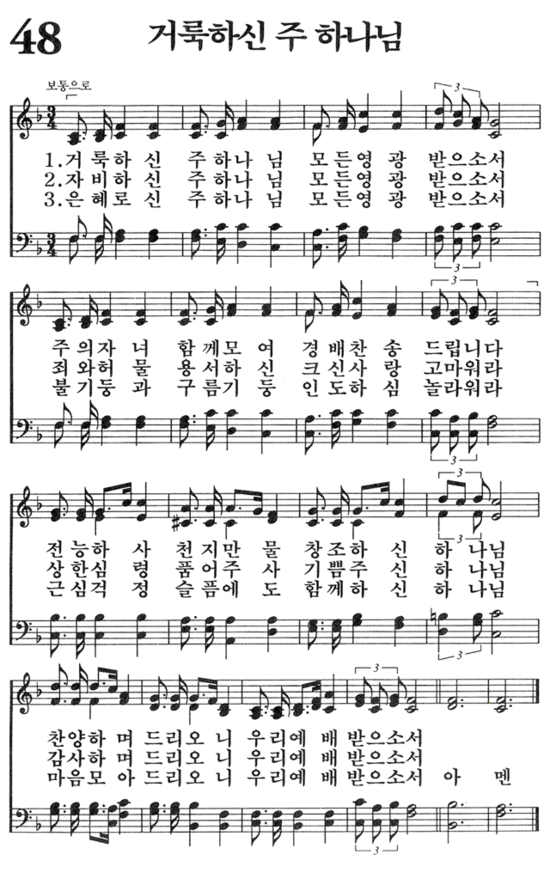 48
거룩하신 주 하나님
보통으로
3
1. 거 룩하 신 주하나 님 모든영 광 받으소서
2. 자 비하 신 주하나 님 모든영 광 받으소서
3. 은 혜로 신 주하나 님 모든영 광 받으소서
3
3
주 의자 녀 함께모 여 경배찬 송 드립니다
죄 와허 물 용서하 신 크신사 랑 고마워라
불 기둥 과 구름기 둥 인도하 심 놀라워라
3
3
전 능하 사 천지만 물 창조하 신 하 나님
상 한심 령 품어주 사 기쁨주 신 하 나님
근 심걱 정 슬픔에 도 함께하 신 하 나님
3
3
찬양하 며 드리오 니 우리예 배 받으소서
감사하 며 드리오 니 우리예 배 받으소서
마음모 아 드리오 니 우리예 배 받으소서 아 멘
3